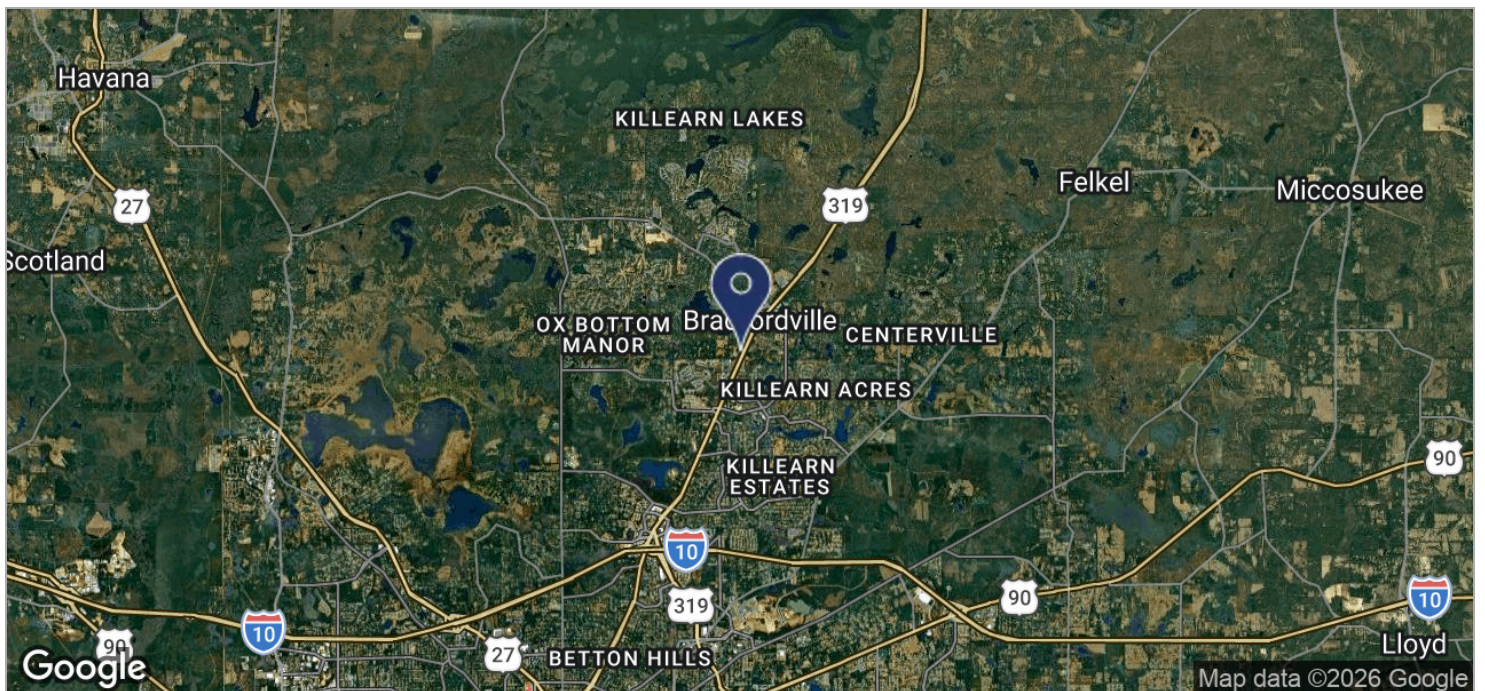 Havana
KILLEARN LAKES
27
319
Felkel
Miccosukee
Scotland
OX BOTTOM
MANOR
Bradfordville
CENTERVILLE
KILLEARN ACRES
KILLEARN
ESTATES
90
10
319
90
10
10
90
27
BETTON HILLS
Lloyd
Google
Map data ©2026 Google